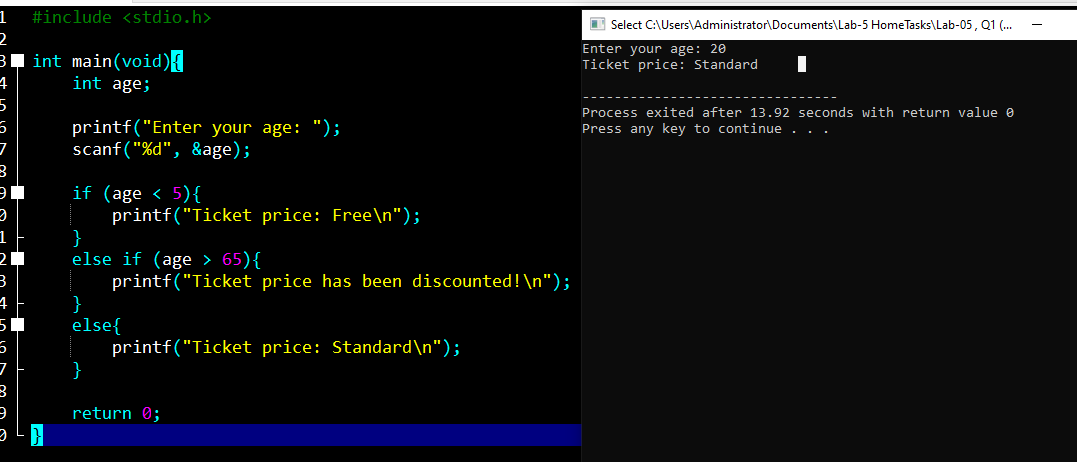 1 #include <stdio.h>
2
3 int main(void){
4     int age;
5
6     printf("Enter your age: ");
7     scanf("%d", &age);
8
9     if (age < 5){
0         printf("Ticket price: Free\n");
1     }
2     else if (age > 65){
3         printf("Ticket price has been discounted!\n");
4     }
5     else{
6         printf("Ticket price: Standard\n");
7     }
8
9     return 0;
0 }
Select C:\Users\Administrator\Documents\Lab-5 HomeTasks\Lab-05 , Q1 (...
Enter your age: 20
Ticket price: Standard
--------------------------------
Process exited after 13.92 seconds with return value 0
Press any key to continue . . .